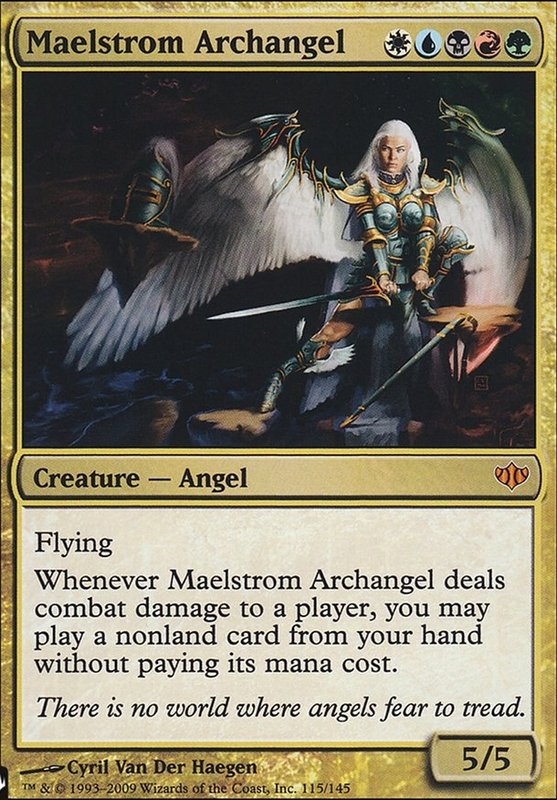 Maelstrom Archangel
Creature — Angel
Flying
Whenever Maelstrom Archangel deals
combat damage to a player, you may
play a nonland card from your hand
without paying its mana cost.
There is no world where angels fear to tread.
5/5
Cyril Van Der Haegen
™ & © 1993–2009 Wizards of the Coast, Inc. 115/145